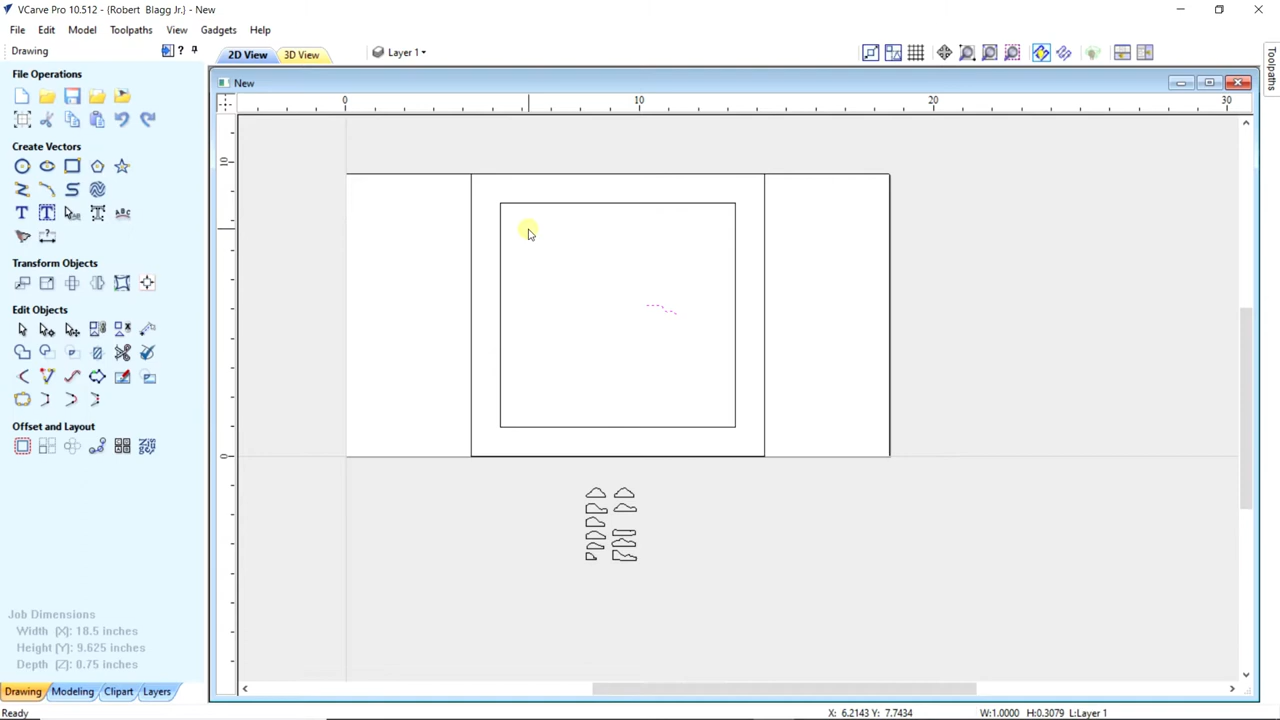 VCarve Pro 10.512 - (Robert  Blagg Jr.) - New
File Edit Model Toolpaths View Gadgets Help
Drawing
2D View 3D View Layer 1
Toolpaths
File Operations
New
0 10 20 30
Create Vectors
10
Transform Objects
Edit Objects
Offset and Layout
0
Job Dimensions
Width [X]: 18.5 inches
Height [Y]: 9.625 inches
Depth [Z]: 0.75 inches
Drawing Modeling Clipart Layers
Ready
X: 6.2143 Y: 7.7434
W:1.0000 H:0.3079 L:Layer 1